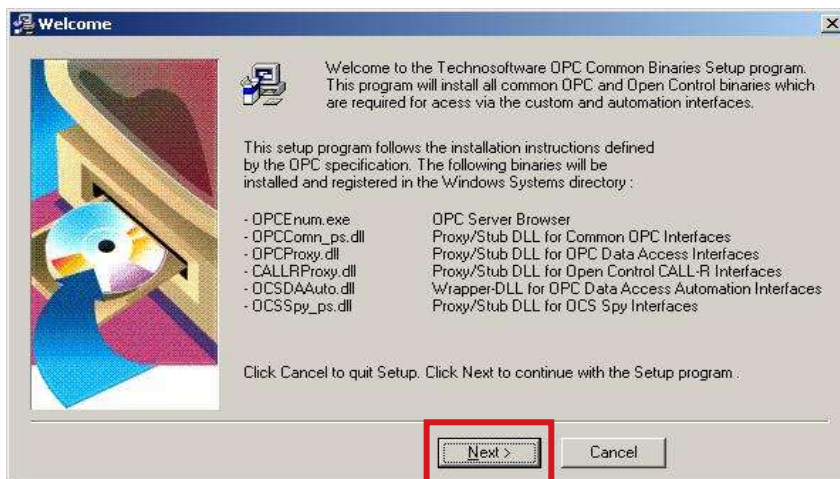 Welcome
Welcome to the Technosoftware OPC Common Binaries Setup program.
This program will install all common OPC and Open Control binaries which
are required for acess via the custom and automation interfaces.
This setup program follows the installation instructions defined
by the OPC specification. The following binaries will be
installed and registered in the Windows Systems directory :
- OPCEnum.exe OPC Server Browser
- OPCComn_ps.dll Proxy/Stub DLL for Common OPC Interfaces
- OPCProxy.dll Proxy/Stub DLL for OPC Data Access Interfaces
- CALLRProxy.dll Proxy/Stub DLL for Open Control CALL-R Interfaces
- OCSDAAuto.dll Wrapper-DLL for OPC Data Access Automation Interfaces
- OCSSpy_ps.dll Proxy/Stub DLL for OCS Spy Interfaces
Click Cancel to quit Setup. Click Next to continue with the Setup program .
Next > Cancel